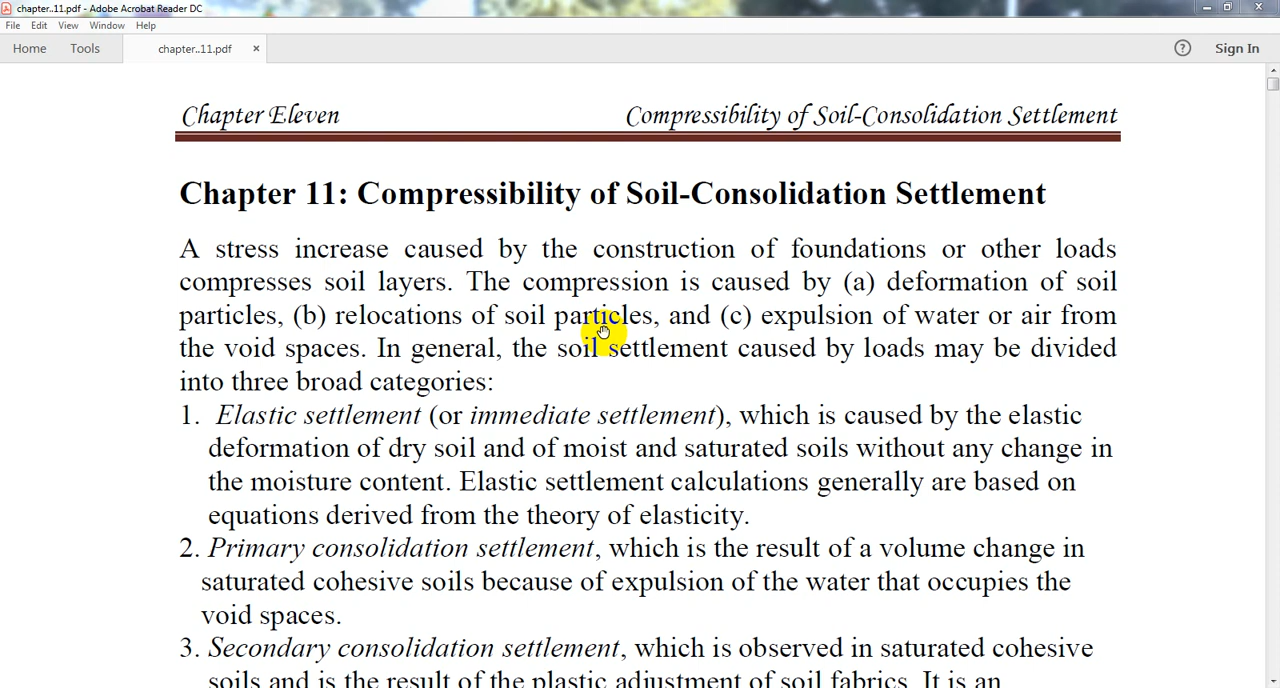 chapter..11.pdf - Adobe Acrobat Reader DC
File Edit View Window Help
Home Tools chapter..11.pdf × ? Sign In
Chapter Eleven Compressibility of Soil-Consolidation Settlement
Chapter 11: Compressibility of Soil-Consolidation Settlement
A stress increase caused by the construction of foundations or other loads
compresses soil layers. The compression is caused by (a) deformation of soil
particles, (b) relocations of soil particles, and (c) expulsion of water or air from
the void spaces. In general, the soil settlement caused by loads may be divided
into three broad categories:
1. Elastic settlement (or immediate settlement), which is caused by the elastic
deformation of dry soil and of moist and saturated soils without any change in
the moisture content. Elastic settlement calculations generally are based on
equations derived from the theory of elasticity.
2. Primary consolidation settlement, which is the result of a volume change in
saturated cohesive soils because of expulsion of the water that occupies the
void spaces.
3. Secondary consolidation settlement, which is observed in saturated cohesive
soils and is the result of the plastic adjustment of soil fabrics. It is an